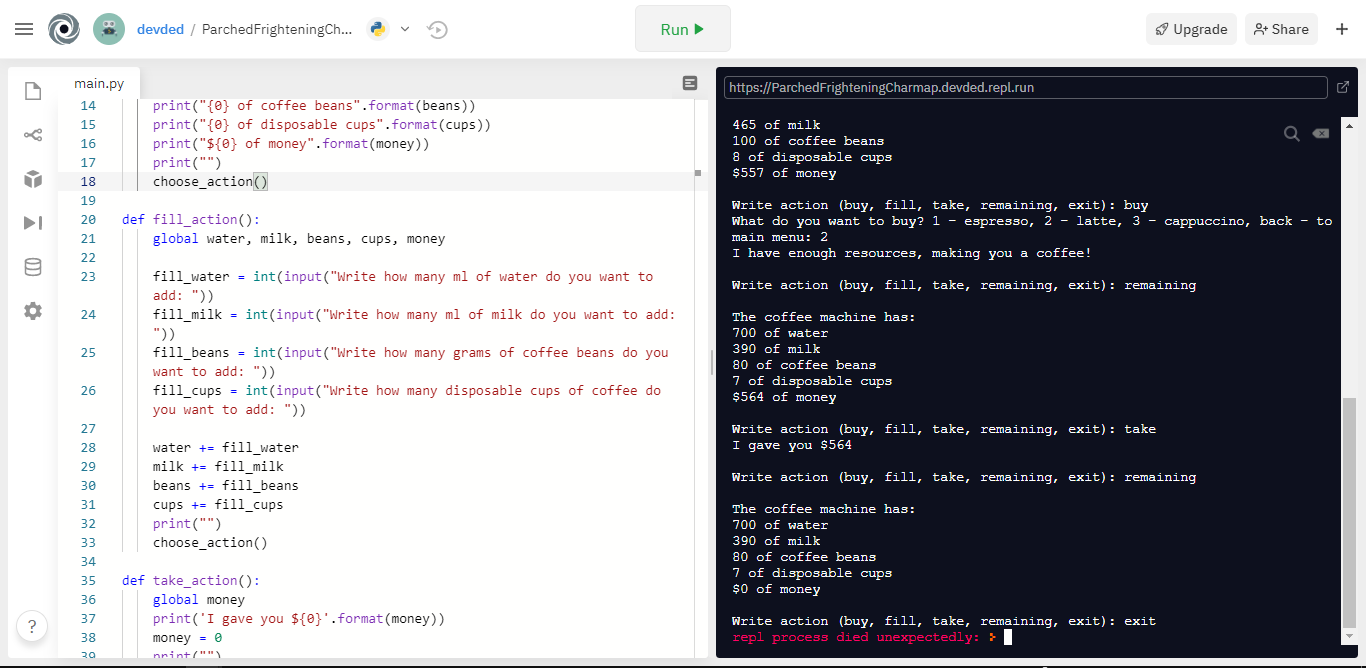 devded / ParchedFrighteningCh...
Run
Upgrade
Share
main.py
14 print("{0} of coffee beans".format(beans))
15 print("{0} of disposable cups".format(cups))
16 print("${0} of money".format(money))
17 print("")
18 choose_action()
19
20 def fill_action():
21 global water, milk, beans, cups, money
22
23 fill_water = int(input("Write how many ml of water do you want to
add: "))
24 fill_milk = int(input("Write how many ml of milk do you want to add:
"))
25 fill_beans = int(input("Write how many grams of coffee beans do you
want to add: "))
26 fill_cups = int(input("Write how many disposable cups of coffee do
you want to add: "))
27
28 water += fill_water
29 milk += fill_milk
30 beans += fill_beans
31 cups += fill_cups
32 print("")
33 choose_action()
34
35 def take_action():
36 global money
37 print('I gave you ${0}'.format(money))
38 money = 0
39 print("")
?
https://ParchedFrighteningCharmap.devded.repl.run
465 of milk
100 of coffee beans
8 of disposable cups
$557 of money
Write action (buy, fill, take, remaining, exit): buy
What do you want to buy? 1 - espresso, 2 - latte, 3 - cappuccino, back - to
main menu: 2
I have enough resources, making you a coffee!
Write action (buy, fill, take, remaining, exit): remaining
The coffee machine has:
700 of water
390 of milk
80 of coffee beans
7 of disposable cups
$564 of money
Write action (buy, fill, take, remaining, exit): take
I gave you $564
Write action (buy, fill, take, remaining, exit): remaining
The coffee machine has:
700 of water
390 of milk
80 of coffee beans
7 of disposable cups
$0 of money
Write action (buy, fill, take, remaining, exit): exit
repl process died unexpectedly: